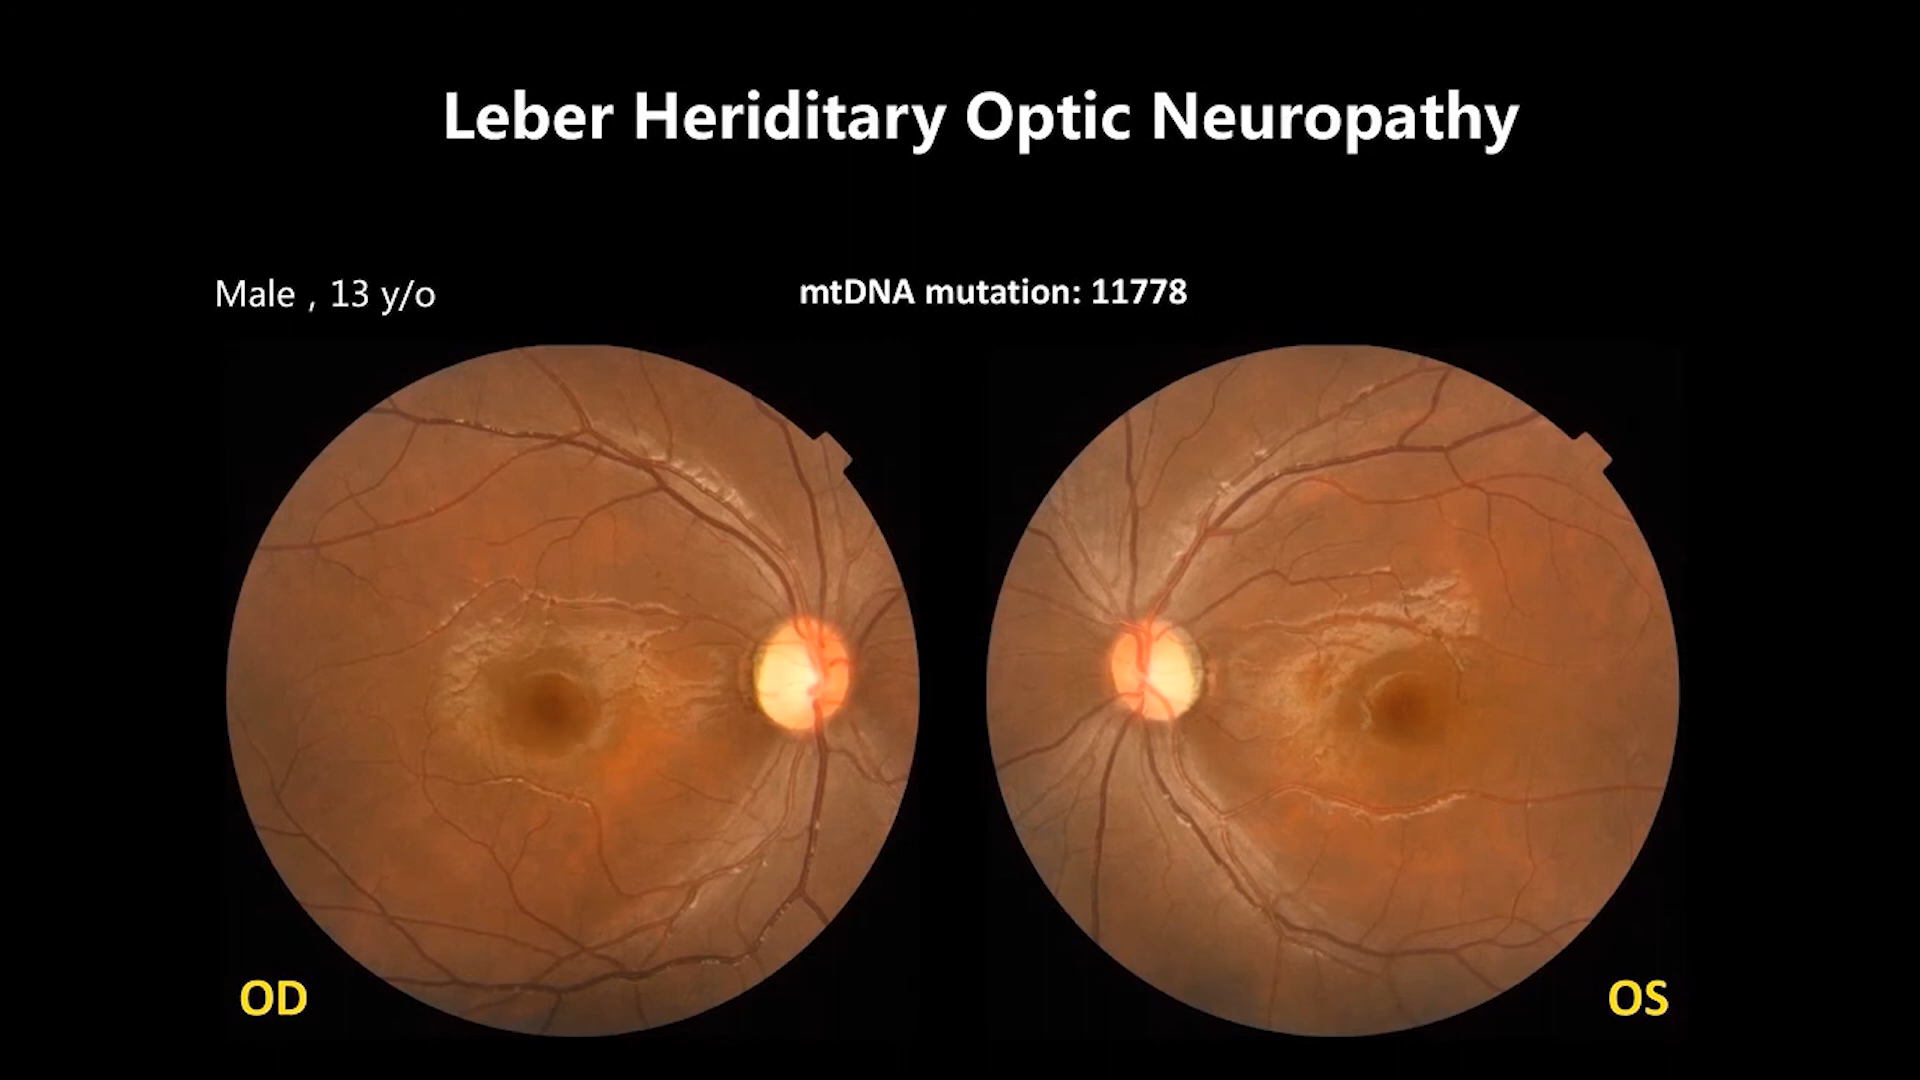 Leber Heriditary Optic Neuropathy
Male , 13 y/o
mtDNA mutation: 11778
OD
OS